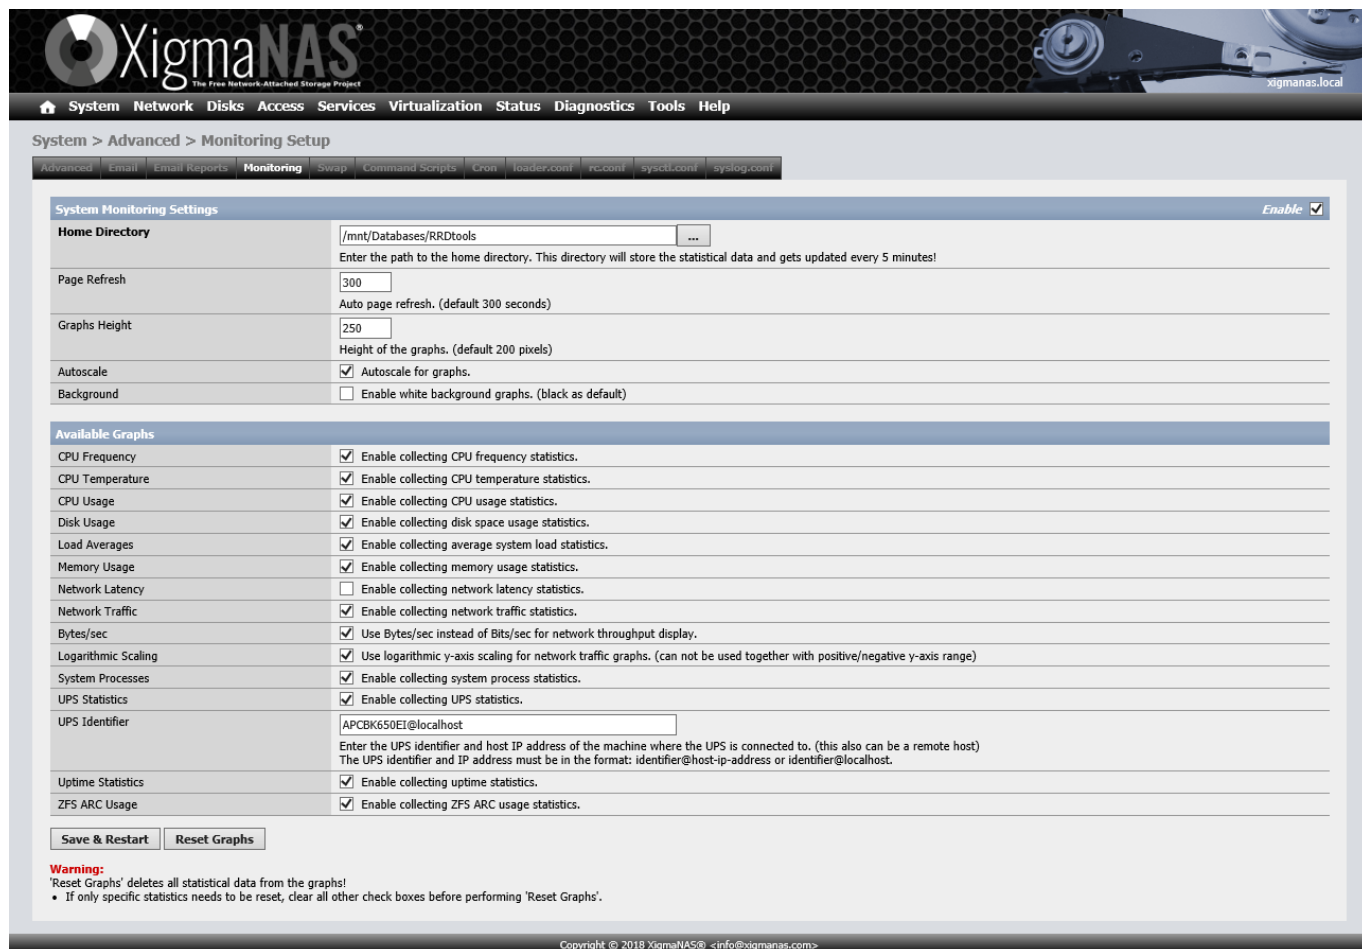 XigmaNAS®
The Free Network-Attached Storage Project
xigmanas.local
System Network Disks Access Services Virtualization Status Diagnostics Tools Help
System > Advanced > Monitoring Setup
Advanced Email Email Reports Monitoring Swap Command Scripts Cron loader.conf rc.conf sysctl.conf syslog.conf
System Monitoring Settings Enable
Home Directory /mnt/Databases/RRDtools ...
Enter the path to the home directory. This directory will store the statistical data and gets updated every 5 minutes!
Page Refresh 300
Auto page refresh. (default 300 seconds)
Graphs Height 250
Height of the graphs. (default 200 pixels)
Autoscale Autoscale for graphs.
Background Enable white background graphs. (black as default)
Available Graphs
CPU Frequency Enable collecting CPU frequency statistics.
CPU Temperature Enable collecting CPU temperature statistics.
CPU Usage Enable collecting CPU usage statistics.
Disk Usage Enable collecting disk space usage statistics.
Load Averages Enable collecting average system load statistics.
Memory Usage Enable collecting memory usage statistics.
Network Latency Enable collecting network latency statistics.
Network Traffic Enable collecting network traffic statistics.
Bytes/sec Use Bytes/sec instead of Bits/sec for network throughput display.
Logarithmic Scaling Use logarithmic y-axis scaling for network traffic graphs. (can not be used together with positive/negative y-axis range)
System Processes Enable collecting system process statistics.
UPS Statistics Enable collecting UPS statistics.
UPS Identifier APCBK650EI@localhost
Enter the UPS identifier and host IP address of the machine where the UPS is connected to. (this also can be a remote host)
The UPS identifier and IP address must be in the format: identifier@host-ip-address or identifier@localhost.
Uptime Statistics Enable collecting uptime statistics.
ZFS ARC Usage Enable collecting ZFS ARC usage statistics.
Save & Restart Reset Graphs
Warning:
'Reset Graphs' deletes all statistical data from the graphs!
• If only specific statistics needs to be reset, clear all other check boxes before performing 'Reset Graphs'.
Copyright © 2018 XigmaNAS® <info@xigmanas.com>